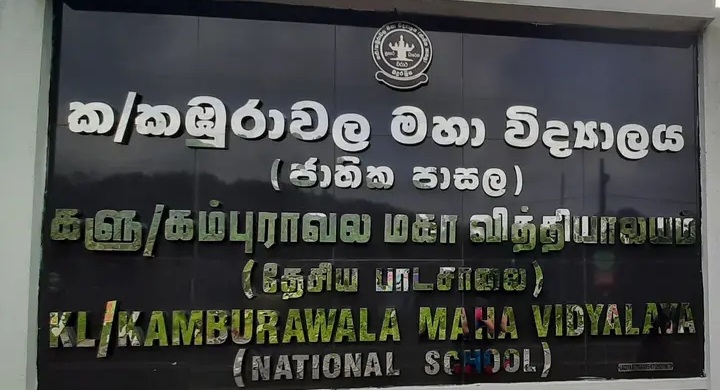 ක/කඹුරාවල මහා විද්‍යාලය
(ජාතික පාසල)
களு/கம்புராவல மகா வித்தியாலயம்
(தேசிய பாடசாலை)
KL/KAMBURAWALA MAHA VIDYALAYA
(NATIONAL SCHOOL)